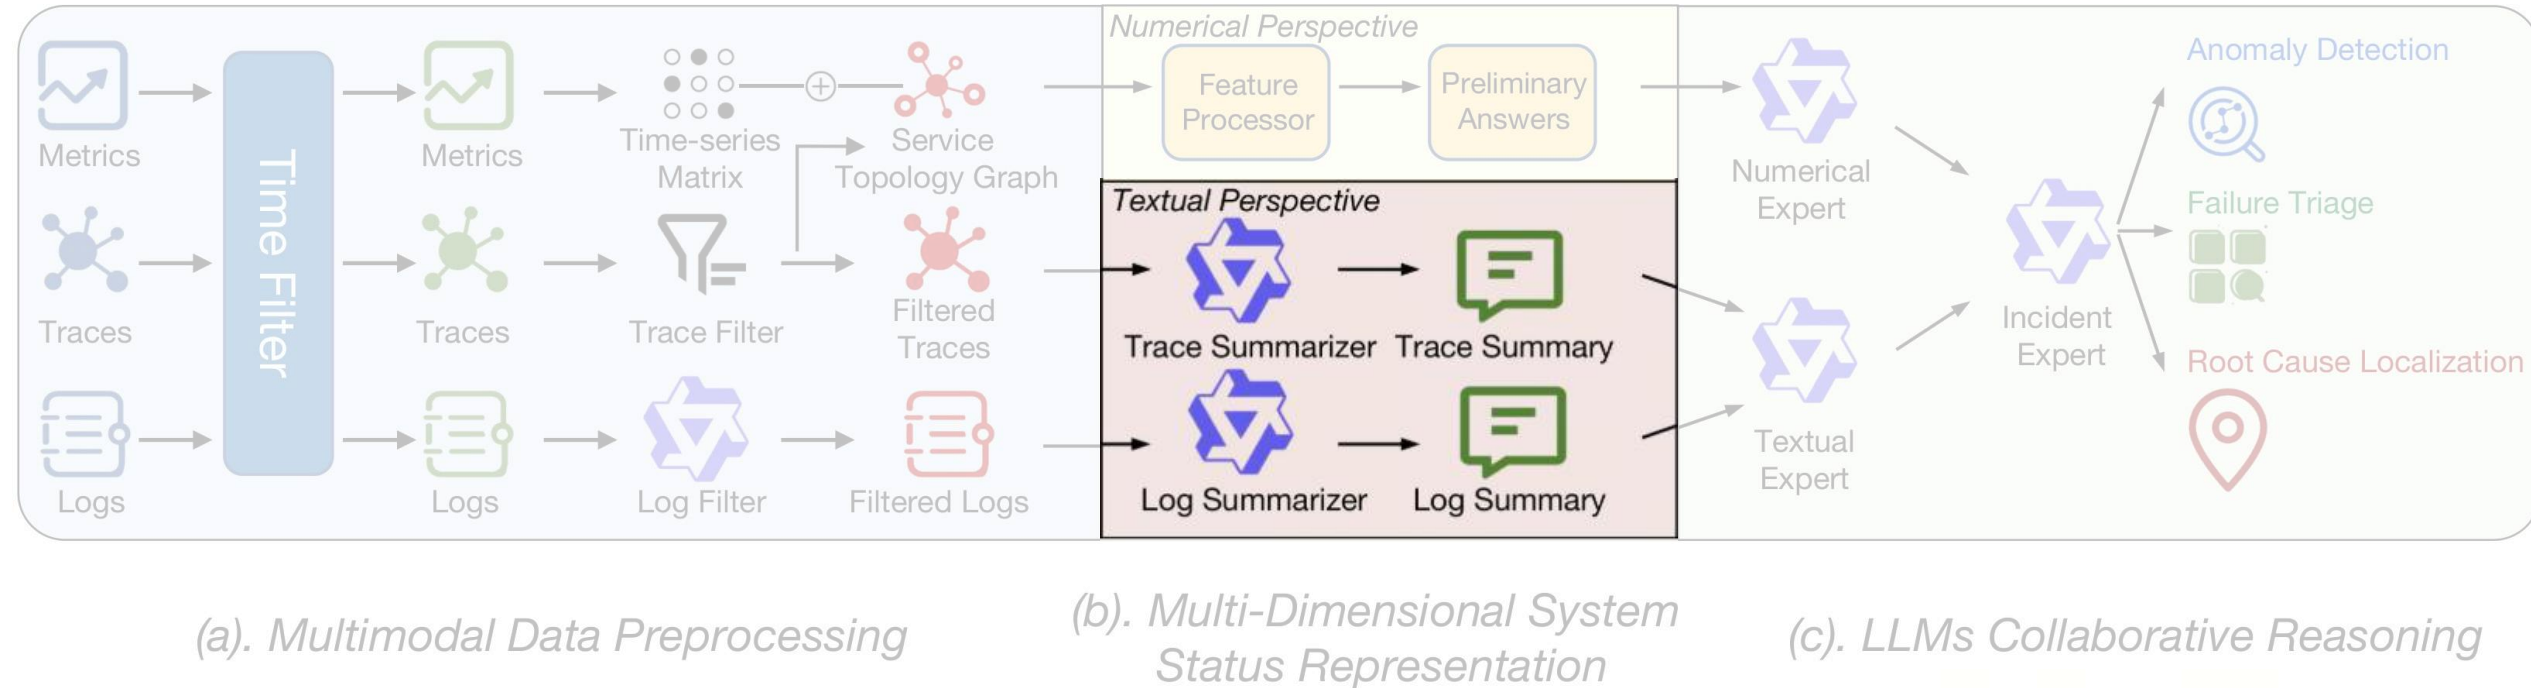 Numerical Perspective
Metrics
Time Filter
Metrics
Time-series
Matrix
Service
Topology Graph
Feature
Processor
Preliminary
Answers
Numerical
Expert
Anomaly Detection
Textual Perspective
Traces
Traces
Trace Filter
Filtered
Traces
Trace Summarizer
Trace Summary
Textual
Expert
Incident
Expert
Failure Triage
Logs
Logs
Log Filter
Filtered Logs
Log Summarizer
Log Summary
Root Cause Localization
(a). Multimodal Data Preprocessing
(b). Multi-Dimensional System
Status Representation
(c). LLMs Collaborative Reasoning